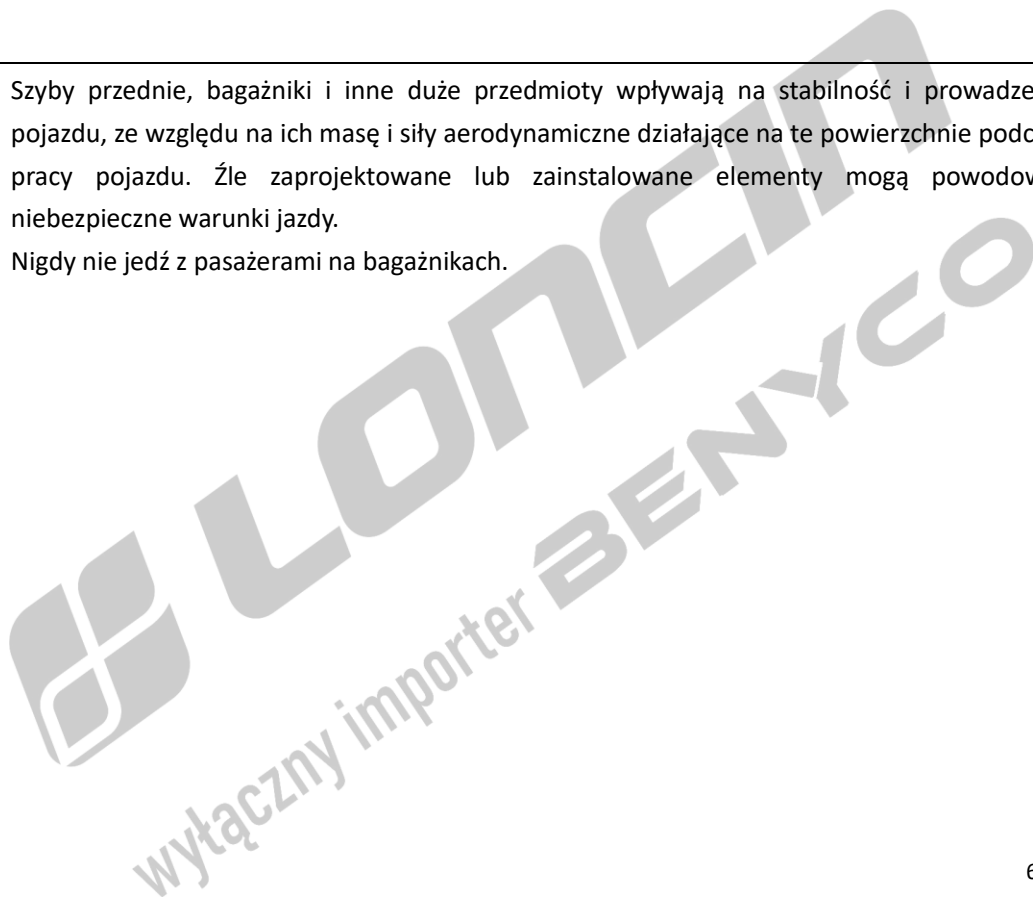 Szyby przednie, bagażniki i inne duże przedmioty wpływają na stabilność i prowadze
pojazdu, ze względu na ich masę i siły aerodynamiczne działające na te powierzchnie podc
pracy pojazdu. Źle zaprojektowane lub zainstalowane elementy mogą powodow
niebezpieczne warunki jazdy.
Nigdy nie jedź z pasażerami na bagażnikach.
LONCIN
wyłączny importer BENYCO
6